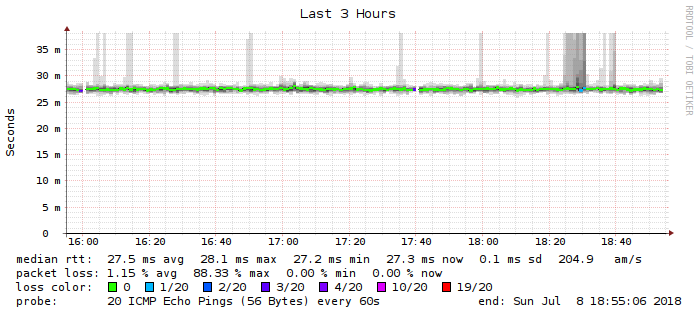 Last 3 Hours
RRDTOOL / TOBI OETIKER
Seconds
35 m
30 m
25 m
20 m
15 m
10 m
5 m
0
16:00 16:20 16:40 17:00 17:20 17:40 18:00 18:20 18:40
median rtt: 27.5 ms avg 28.1 ms max 27.2 ms min 27.3 ms now 0.1 ms sd 204.9 am/s
packet loss: 1.15 % avg 88.33 % max 0.00 % min 0.00 % now
loss color: 0 1/20 2/20 3/20 4/20 10/20 19/20
probe: 20 ICMP Echo Pings (56 Bytes) every 60s end: Sun Jul 8 18:55:06 2018